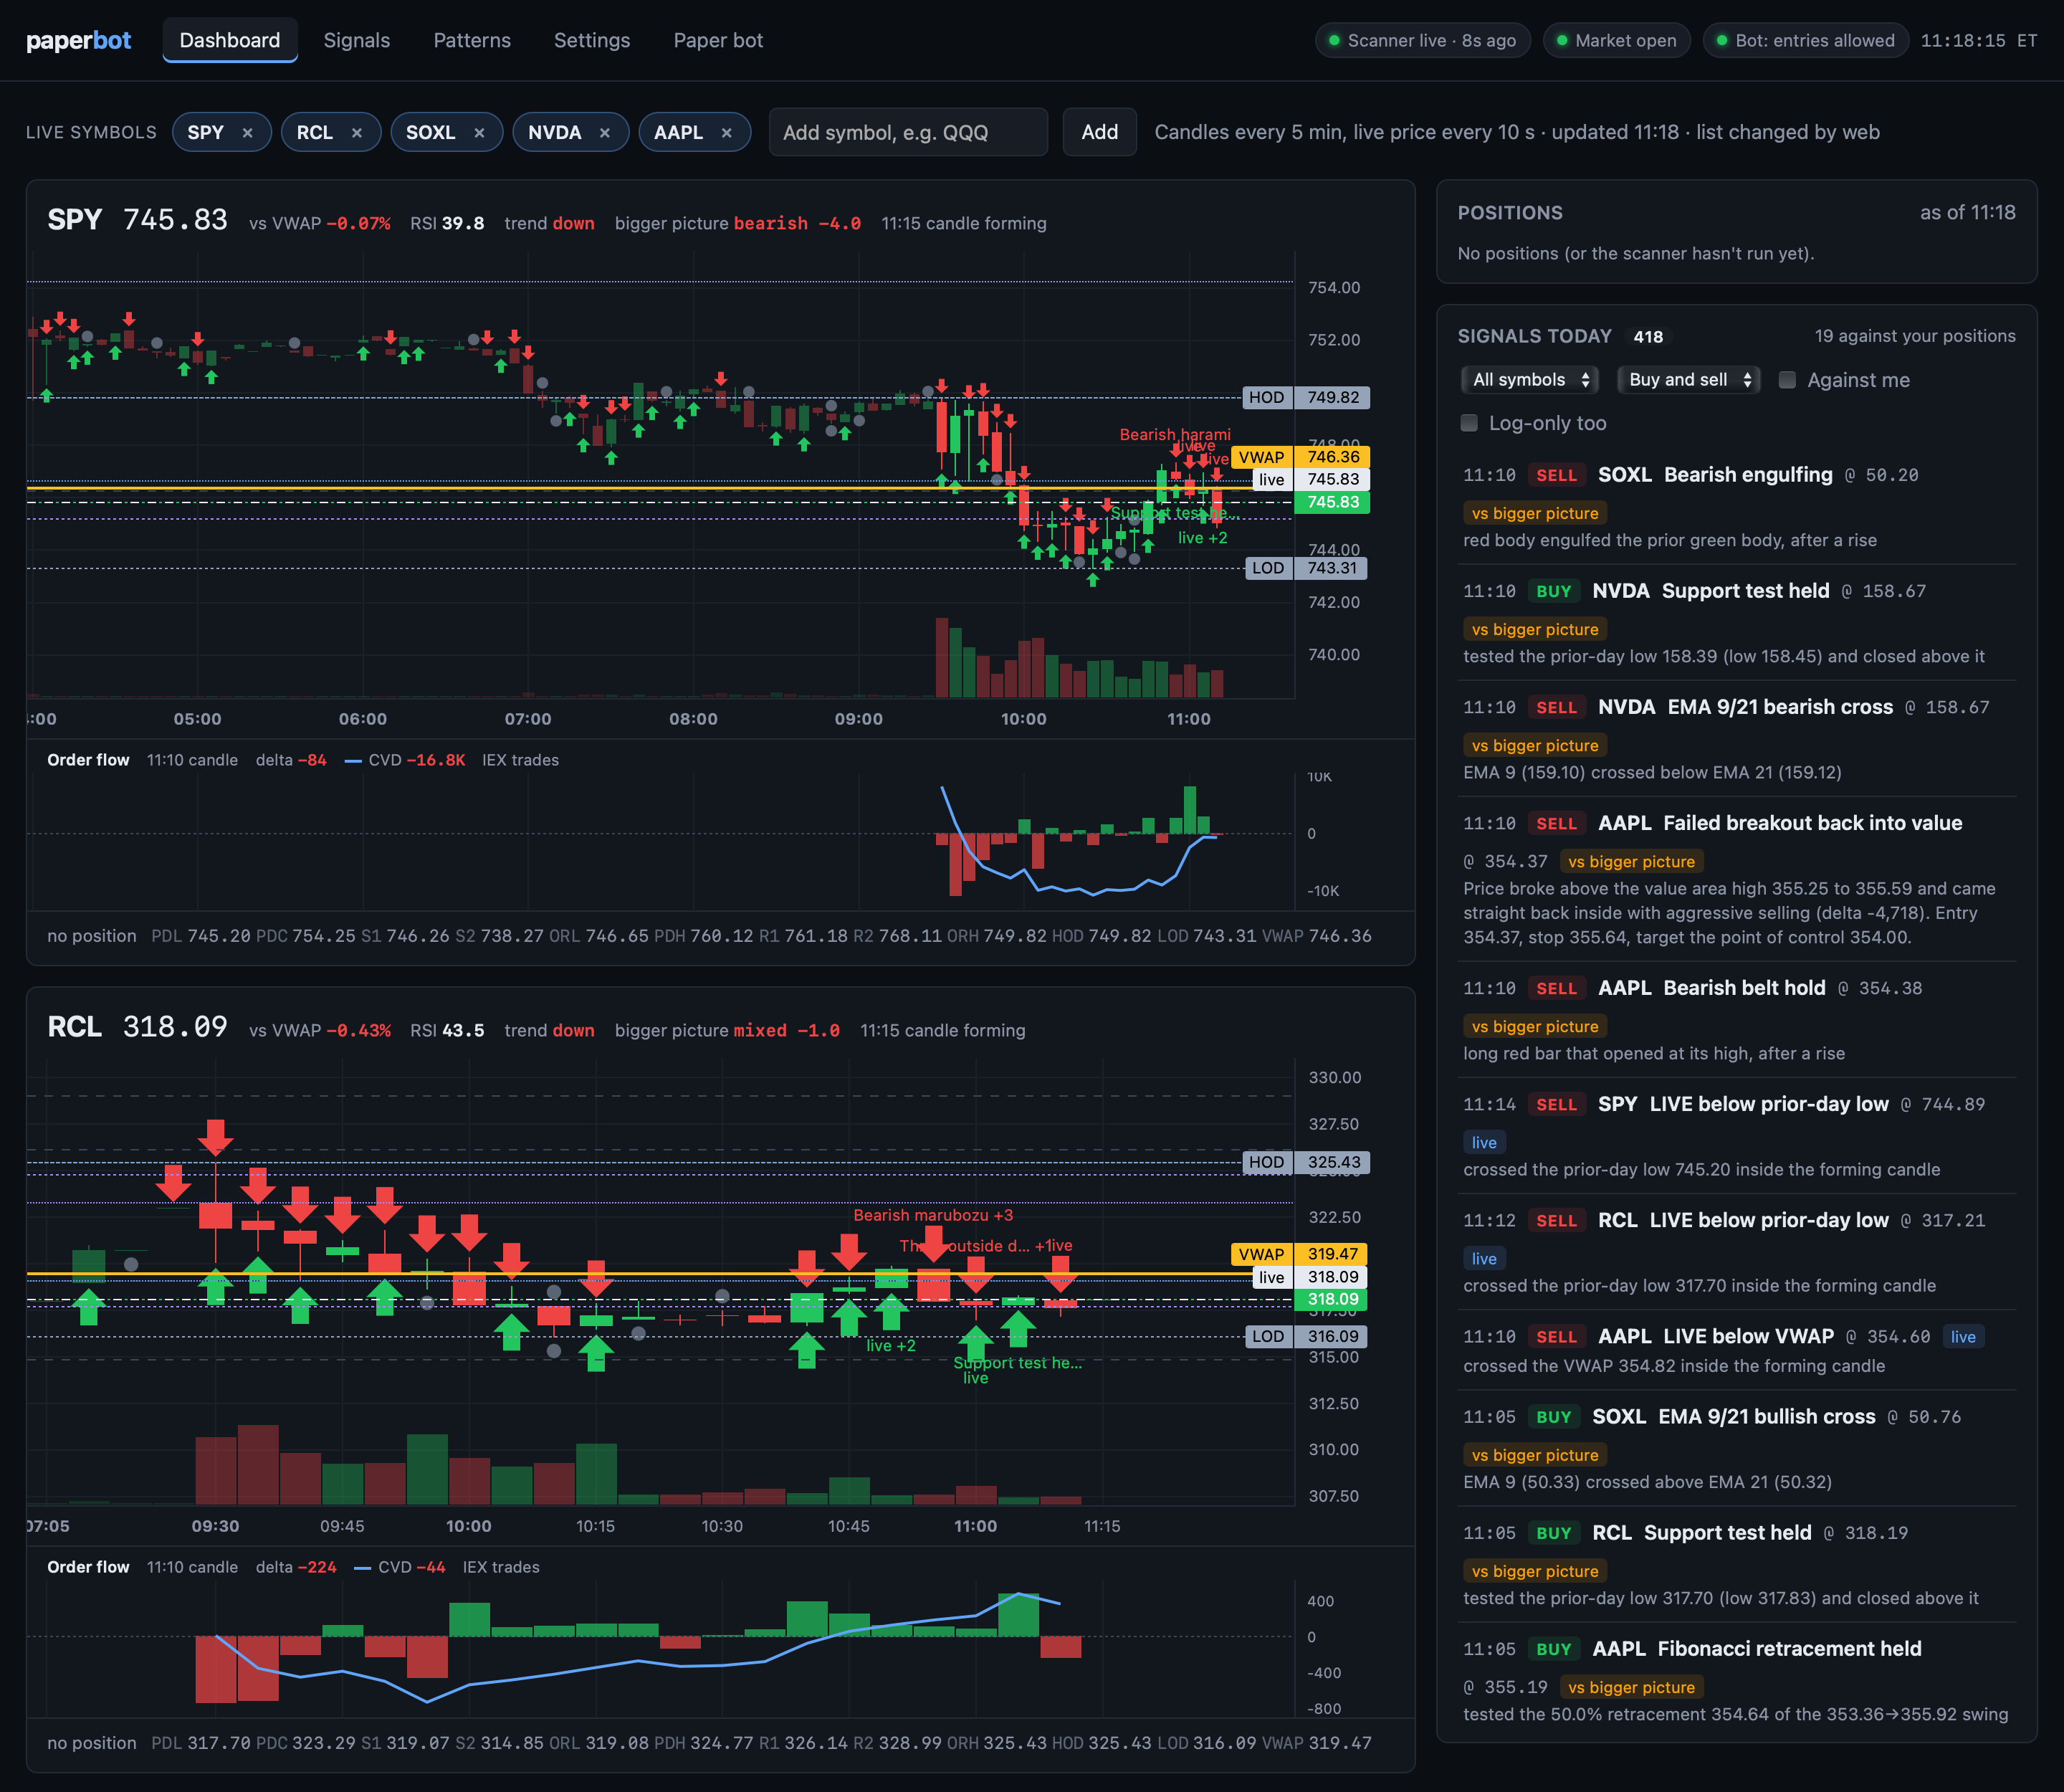 paperbot Dashboard Signals Patterns Settings Paper bot Scanner live · 8s ago Market open Bot: entries allowed 11:18:15 ET
LIVE SYMBOLS SPY × RCL × SOXL × NVDA × AAPL × Add symbol, e.g. QQQ Add Candles every 5 min, live price every 10 s · updated 11:18 · list changed by web
SPY 745.83 vs VWAP −0.07% RSI 39.8 trend down bigger picture bearish −4.0 11:15 candle forming
754.00
752.00
HOD 749.82
748.00
Bearish harami
live
live
VWAP 746.36
live 745.83
745.83
Support test he...
live +2
744.00
LOD 743.31
742.00
740.00
05:00 06:00 07:00 08:00 09:00 10:00 11:00
Order flow 11:10 candle delta −84 CVD −16.8K IEX trades
10K
0
-10K
no position PDL 745.20 PDC 754.25 S1 746.26 S2 738.27 ORL 746.65 PDH 760.12 R1 761.18 R2 768.11 ORH 749.82 HOD 749.82 LOD 743.31 VWAP 746.36
RCL 318.09 vs VWAP −0.43% RSI 43.5 trend down bigger picture mixed −1.0 11:15 candle forming
330.00
327.50
HOD 325.43
322.50
Bearish marubozu +3
outside d... +1live
VWAP 319.47
live 318.09
318.09
317.50
LOD 316.09
live +2
315.00
Support test he...
live
312.50
310.00
307.50
07:05 09:30 09:45 10:00 10:15 10:30 10:45 11:00 11:15
Order flow 11:10 candle delta −224 CVD −44 IEX trades
400
0
-400
-800
no position PDL 317.70 PDC 323.29 S1 319.07 S2 314.85 ORL 319.08 PDH 324.77 R1 326.14 R2 328.99 ORH 325.43 HOD 325.43 LOD 316.09 VWAP 319.47
POSITIONS as of 11:18
No positions (or the scanner hasn't run yet).
SIGNALS TODAY 418 19 against your positions
All symbols Buy and sell Against me
Log-only too
11:10 SELL SOXL Bearish engulfing @ 50.20
vs bigger picture
red body engulfed the prior green body, after a rise
11:10 BUY NVDA Support test held @ 158.67
vs bigger picture
tested the prior-day low 158.39 (low 158.45) and closed above it
11:10 SELL NVDA EMA 9/21 bearish cross @ 158.67
vs bigger picture
EMA 9 (159.10) crossed below EMA 21 (159.12)
11:10 SELL AAPL Failed breakout back into value
@ 354.37 vs bigger picture
Price broke above the value area high 355.25 to 355.59 and came
straight back inside with aggressive selling (delta -4,718). Entry
354.37, stop 355.64, target the point of control 354.00.
11:10 SELL AAPL Bearish belt hold @ 354.38
vs bigger picture
long red bar that opened at its high, after a rise
11:14 SELL SPY LIVE below prior-day low @ 744.89
live
crossed the prior-day low 745.20 inside the forming candle
11:12 SELL RCL LIVE below prior-day low @ 317.21
live
crossed the prior-day low 317.70 inside the forming candle
11:10 SELL AAPL LIVE below VWAP @ 354.60 live
crossed the VWAP 354.82 inside the forming candle
11:05 BUY SOXL EMA 9/21 bullish cross @ 50.76
vs bigger picture
EMA 9 (50.33) crossed above EMA 21 (50.32)
11:05 BUY RCL Support test held @ 318.19
vs bigger picture
tested the prior-day low 317.70 (low 317.83) and closed above it
11:05 BUY AAPL Fibonacci retracement held
@ 355.19 vs bigger picture
tested the 50.0% retracement 354.64 of the 353.36→355.92 swing